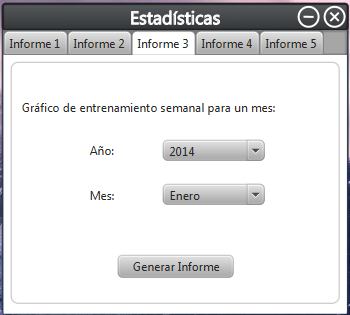 Estadísticas
Informe 1 Informe 2 Informe 3 Informe 4 Informe 5
Gráfico de entrenamiento semanal para un mes:
Año: 2014
Mes: Enero
Generar Informe